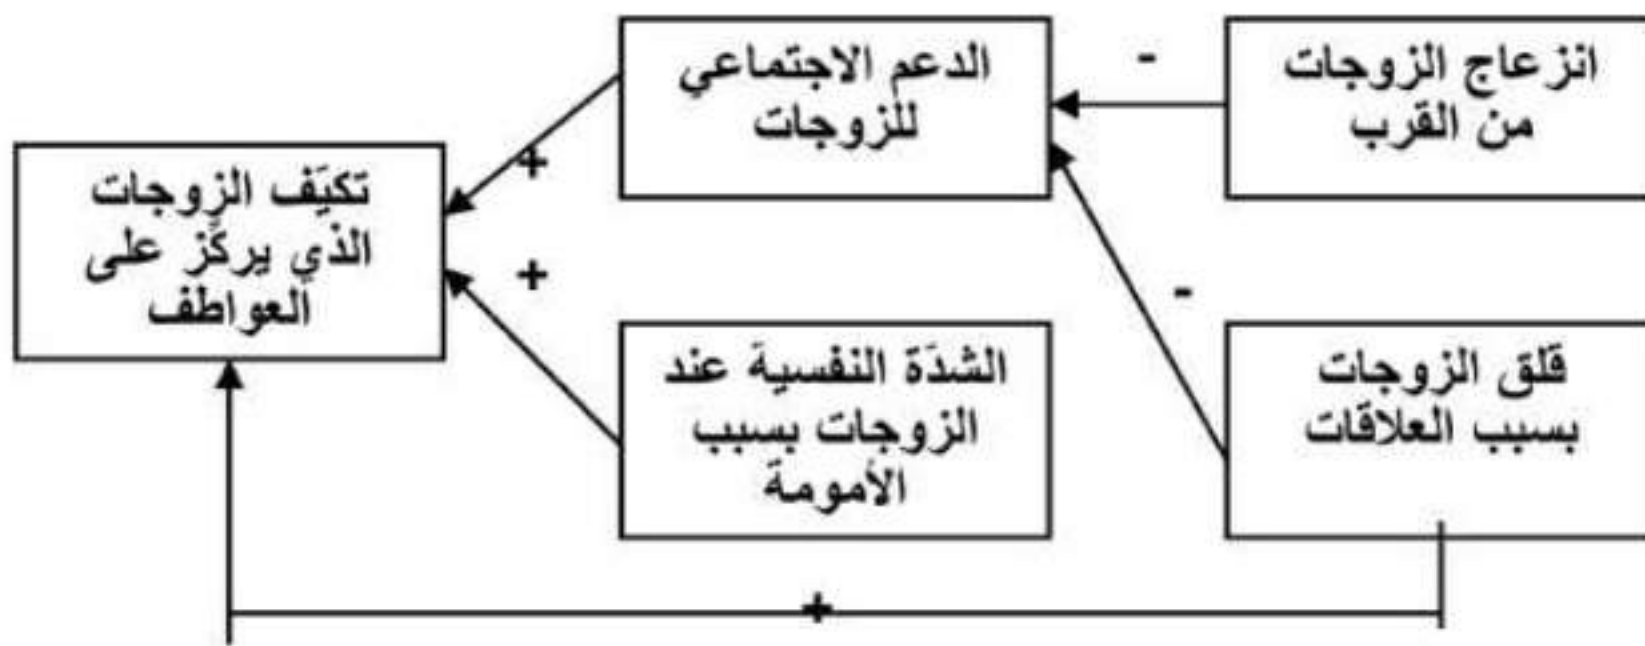 انزعاج الزوجات
من القرب
-
الدعم الاجتماعي
للزوجات
+
تكيَف الزوجات
الذي يركَز على
العواطف
+
-
قلق الزوجات
بسبب العلاقات
الشدَة النفسية عند
الزوجات بسبب
الأمومة
+